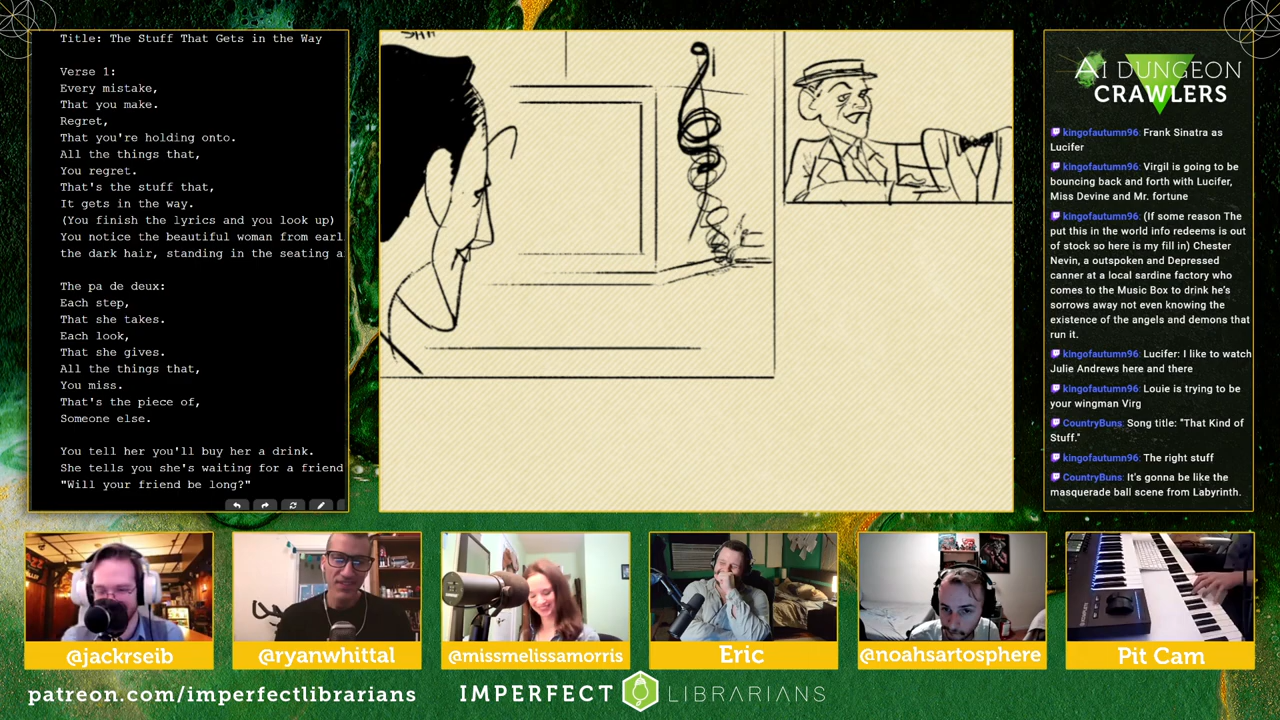 Title: The Stuff That Gets in the Way
Verse 1:
Every mistake,
That you make.
Regret,
That you're holding onto.
All the things that,
You regret.
That's the stuff that,
It gets in the way.
(You finish the lyrics and you look up)
You notice the beautiful woman from earl
the dark hair, standing in the seating a
The pa de deux:
Each step,
That she takes.
Each look,
That she gives.
All the things that,
You miss.
That's the piece of,
Someone else.
You tell her you'll buy her a drink.
She tells you she's waiting for a friend
"Will your friend be long?"
AI DUNGEON
CRAWLERS
kingofautumn96: Frank Sinatra as
Lucifer
kingofautumn96: Virgil is going to be
bouncing back and forth with Lucifer,
Miss Devine and Mr. fortune
kingofautumn96: (If some reason The
put this in the world info redeems is out
of stock so here is my fill in) Chester
Nevin, a outspoken and Depressed
canner at a local sardine factory who
comes to the Music Box to drink he's
sorrows away not even knowing the
existence of the angels and demons that
run it.
kingofautumn96: Lucifer: I like to watch
Julie Andrews here and there
kingofautumn96: Louie is trying to be
your wingman Virg
CountryBuns: Song title: "That Kind of
Stuff."
kingofautumn96: The right stuff
CountryBuns: It's gonna be like the
masquerade ball scene from Labyrinth.
@jackrseib
@ryanwhittal
@missmelissamorris
Eric
@noahsartosphere
Pit Cam
patreon.com/imperfectlibrarians
IMPERFECT LIBRARIANS